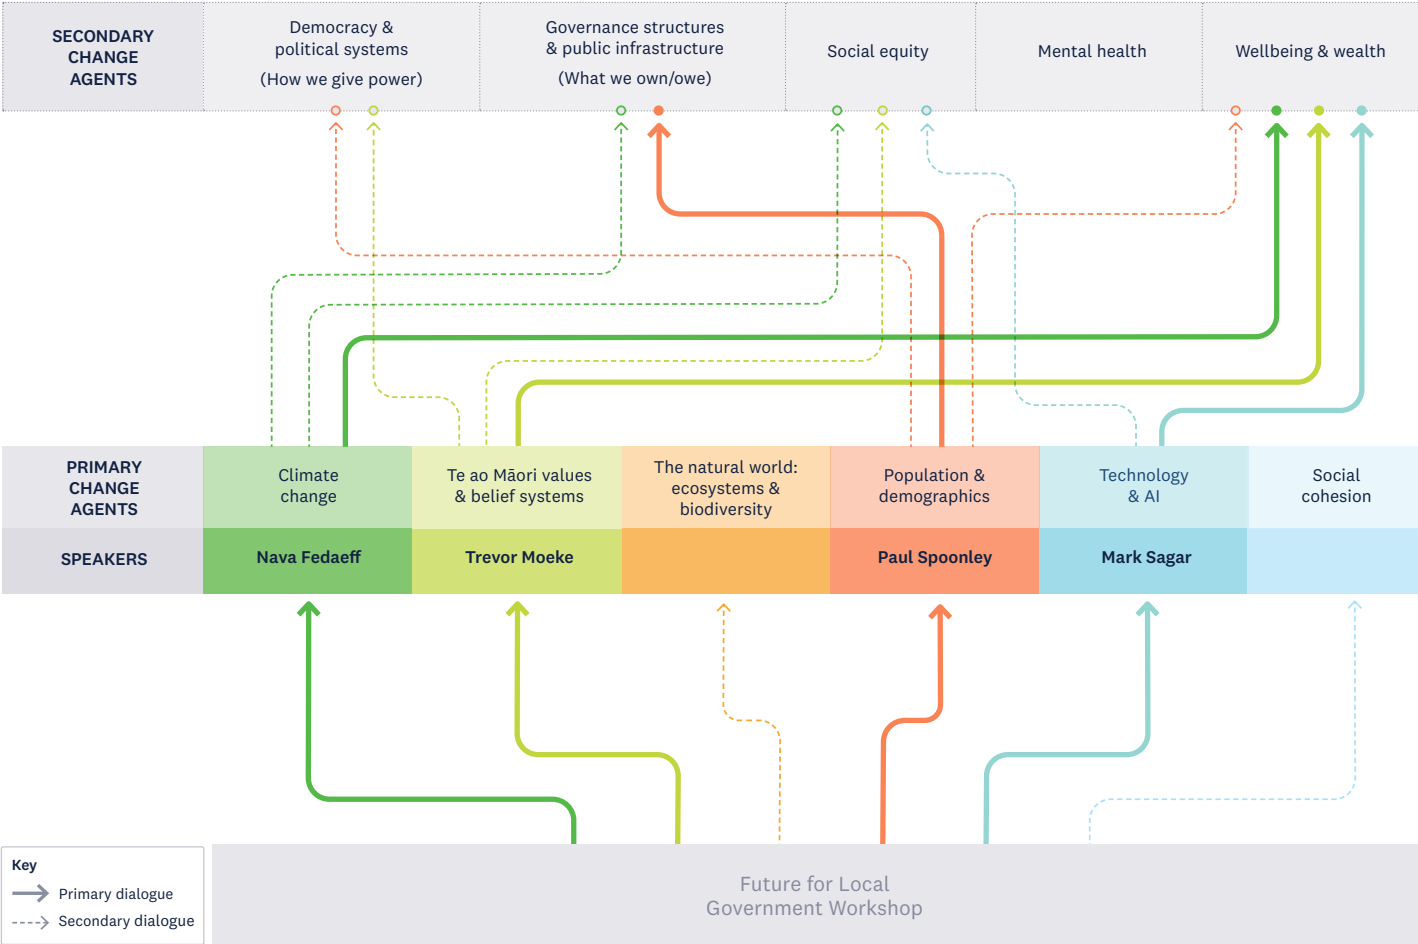 SECONDARY
CHANGE
AGENTS
Democracy &
political systems
(How we give power)
Governance structures
& public infrastructure
(What we own/owe)
Social equity
Mental health
Wellbeing & wealth
PRIMARY
CHANGE
AGENTS
Climate
change
Te ao Māori values
& belief systems
The natural world:
ecosystems &
biodiversity
Population &
demographics
Technology
& AI
Social
cohesion
SPEAKERS
Nava Fedaeff
Trevor Moeke
Paul Spoonley
Mark Sagar
Key
Primary dialogue
Secondary dialogue
Future for Local
Government Workshop